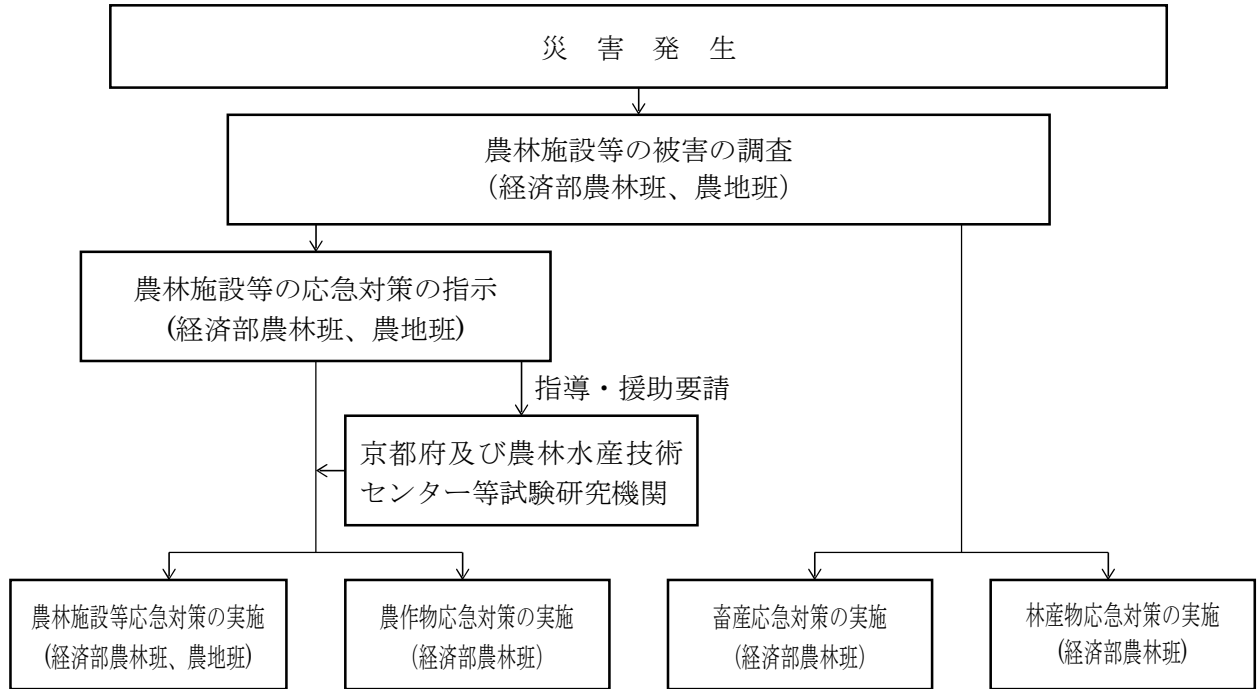 災　害　発　生
農林施設等の被害の調査
（経済部農林班、農地班）
農林施設等の応急対策の指示
(経済部農林班、農地班)
指導・援助要請
京都府及び農林水産技術
センター等試験研究機関
農林施設等応急対策の実施
(経済部農林班、農地班)
農作物応急対策の実施
(経済部農林班)
畜産応急対策の実施
(経済部農林班)
林産物応急対策の実施
(経済部農林班)